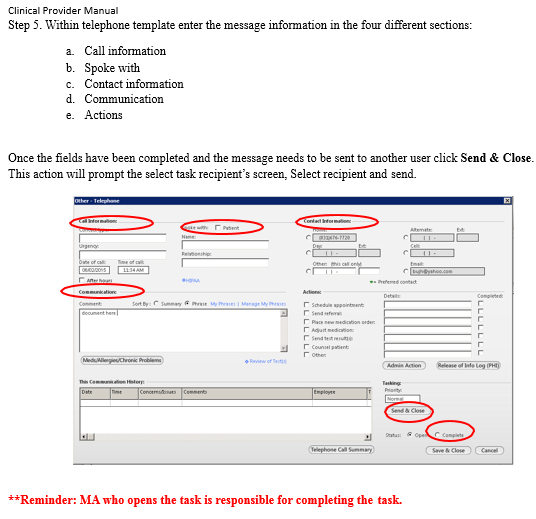 Clinical Provider Manual
Step 5. Within telephone template enter the message information in the four different sections:
a. Call information
b. Spoke with
c. Contact information
d. Communication
e. Actions
Once the fields have been completed and the message needs to be sent to another user click Send & Close.
This action will prompt the select task recipient's screen, Select recipient and send.
Other - Telephone
Call Information:
Spoke with: Patient
Contact Information:
Name:
Alternate: Ext:
Urgency:
Day: Ext: Cell:
Relationship:
Date of call: Time of call:
Other: (this call only) Email:
06/02/2015 11:34 AM
After hours
HIPAA
Preferred contact
Communication:
Actions:
Details: Completed:
Comment: Sort By: Summary Phrase My Phrases | Manage My Phrases
Schedule appointment:
document here|
Send referral:
Place new medication order:
Adjust medication:
Send test result(s):
Counsel patient:
Other:
Meds/Allergies/Chronic Problems
Review of Test(s)
Admin Action Release of Info Log (PHI)
This Communication History:
Tasking:
Date Time Concerns/Issues Comments Employee T
Priority:
Normal
Send & Close
Status: Open Complete
Telephone Call Summary Save & Close Cancel
**Reminder: MA who opens the task is responsible for completing the task.